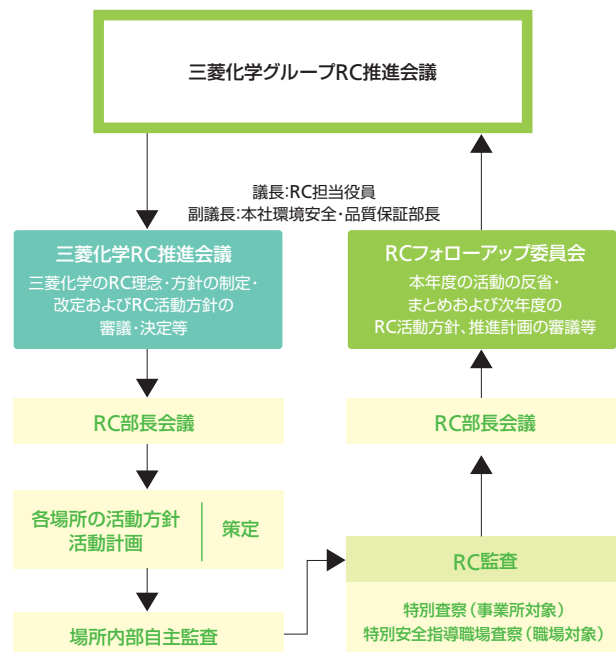 三菱化学グループRC推進会議
議長:RC担当役員
副議長:本社環境安全・品質保証部長
三菱化学RC推進会議
三菱化学のRC理念・方針の制定・
改定およびRC活動方針の
審議・決定等
RC部長会議
各場所の活動方針
活動計画
策定
場所内部自主監査
RCフォローアップ委員会
本年度の活動の反省・
まとめおよび次年度の
RC活動方針、推進計画の審議等
RC部長会議
RC監査
特別査察(事業所対象)
特別安全指導職場査察(職場対象)